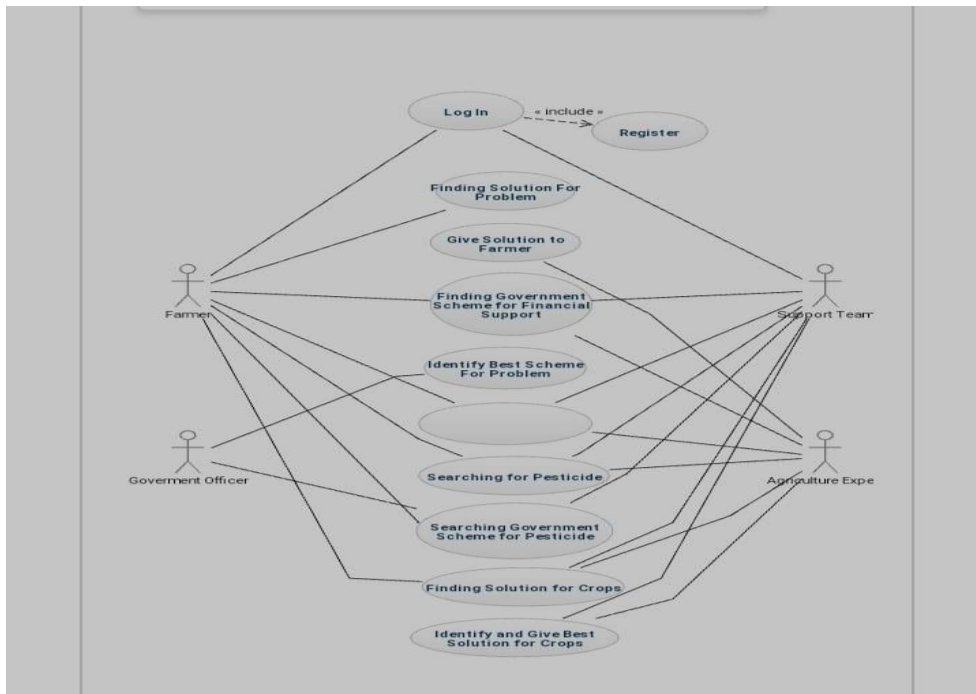 Log In
« include »
Register
Finding Solution For
Problem
Give Solution to
Farmer
Finding Government
Scheme for Financial
Support
Farmer
Support Team
Identify Best Scheme
For Problem
Searching for Pesticide
Goverment Officer
Agriculture Expe
Searching Government
Scheme for Pesticide
Finding Solution for Crops
Identify and Give Best
Solution for Crops